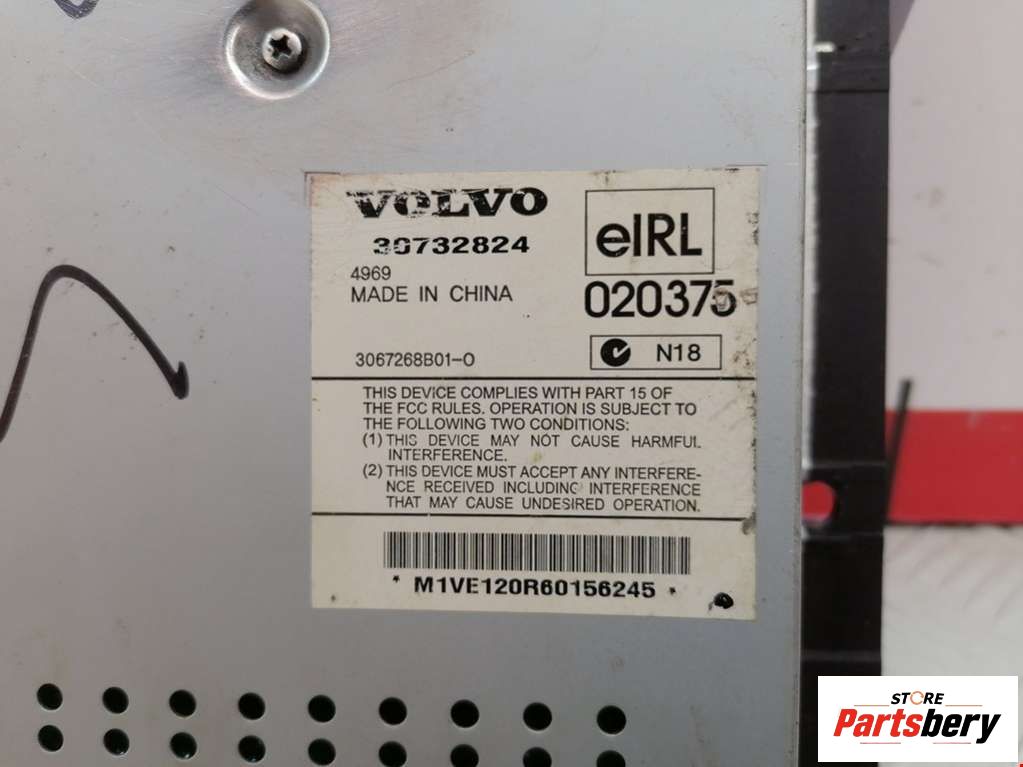 VOLVO
30732824
4969
MADE IN CHINA
eIRL
020375
3067268B01-O
N18
THIS DEVICE COMPLIES WITH PART 15 OF
THE FCC RULES. OPERATION IS SUBJECT TO
THE FOLLOWING TWO CONDITIONS:
(1) THIS DEVICE MAY NOT CAUSE HARMFUL
INTERFERENCE.
(2) THIS DEVICE MUST ACCEPT ANY INTERFERE-
NCE RECEIVED INCLUDING INTERFERENCE
THAT MAY CAUSE UNDESIRED OPERATION.
* M1VE120R60156245 *
STORE
Partsbery